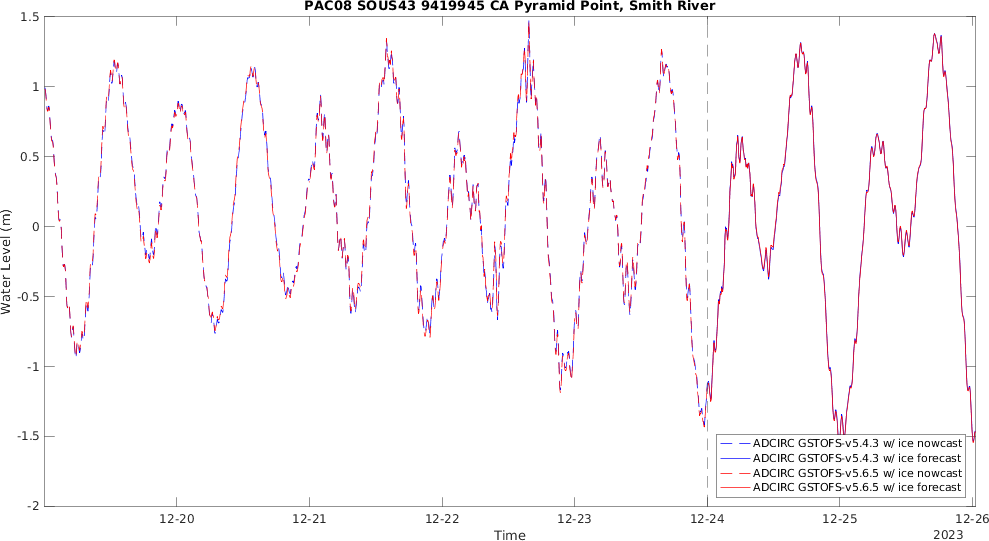 PAC08 SOUS43 9419945 CA Pyramid Point, Smith River
1.5
1
0.5
0
-0.5
-1
-1.5
-2
Water Level (m)
12-20
12-21
12-22
12-23
12-24
12-25
12-26
Time
2023
ADCIRC GSTOFS-v5.4.3 w/ ice nowcast
ADCIRC GSTOFS-v5.4.3 w/ ice forecast
ADCIRC GSTOFS-v5.6.5 w/ ice nowcast
ADCIRC GSTOFS-v5.6.5 w/ ice forecast